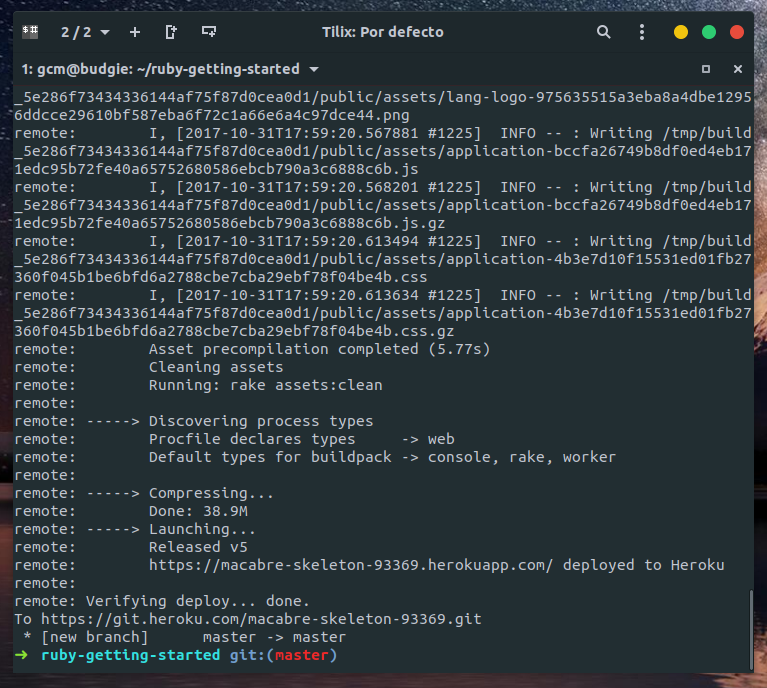 2 / 2
Tilix: Por defecto
1: gcm@budgie: ~/ruby-getting-started
_5e286f73434336144af75f87d0cea0d1/public/assets/lang-logo-975635515a3eba8a4dbe1295
6ddcce29610bf587eba6f72c1a66e6a4c97dce44.png
remote:        I, [2017-10-31T17:59:20.567881 #1225]  INFO -- : Writing /tmp/build
_5e286f73434336144af75f87d0cea0d1/public/assets/application-bccfa26749b8df0ed4eb17
1edc95b72fe40a65752680586ebcb790a3c6888c6b.js
remote:        I, [2017-10-31T17:59:20.568201 #1225]  INFO -- : Writing /tmp/build
_5e286f73434336144af75f87d0cea0d1/public/assets/application-bccfa26749b8df0ed4eb17
1edc95b72fe40a65752680586ebcb790a3c6888c6b.js.gz
remote:        I, [2017-10-31T17:59:20.613494 #1225]  INFO -- : Writing /tmp/build
_5e286f73434336144af75f87d0cea0d1/public/assets/application-4b3e7d10f15531ed01fb27
360f045b1be6bfd6a2788cbe7cba29ebf78f04be4b.css
remote:        I, [2017-10-31T17:59:20.613634 #1225]  INFO -- : Writing /tmp/build
_5e286f73434336144af75f87d0cea0d1/public/assets/application-4b3e7d10f15531ed01fb27
360f045b1be6bfd6a2788cbe7cba29ebf78f04be4b.css.gz
remote:        Asset precompilation completed (5.77s)
remote:        Cleaning assets
remote:        Running: rake assets:clean
remote:
remote: -----> Discovering process types
remote:        Procfile declares types     -> web
remote:        Default types for buildpack -> console, rake, worker
remote:
remote: -----> Compressing...
remote:        Done: 38.9M
remote: -----> Launching...
remote:        Released v5
remote:        https://macabre-skeleton-93369.herokuapp.com/ deployed to Heroku
remote:
remote: Verifying deploy... done.
To https://git.heroku.com/macabre-skeleton-93369.git
 * [new branch]      master -> master
➜  ruby-getting-started git:(master)